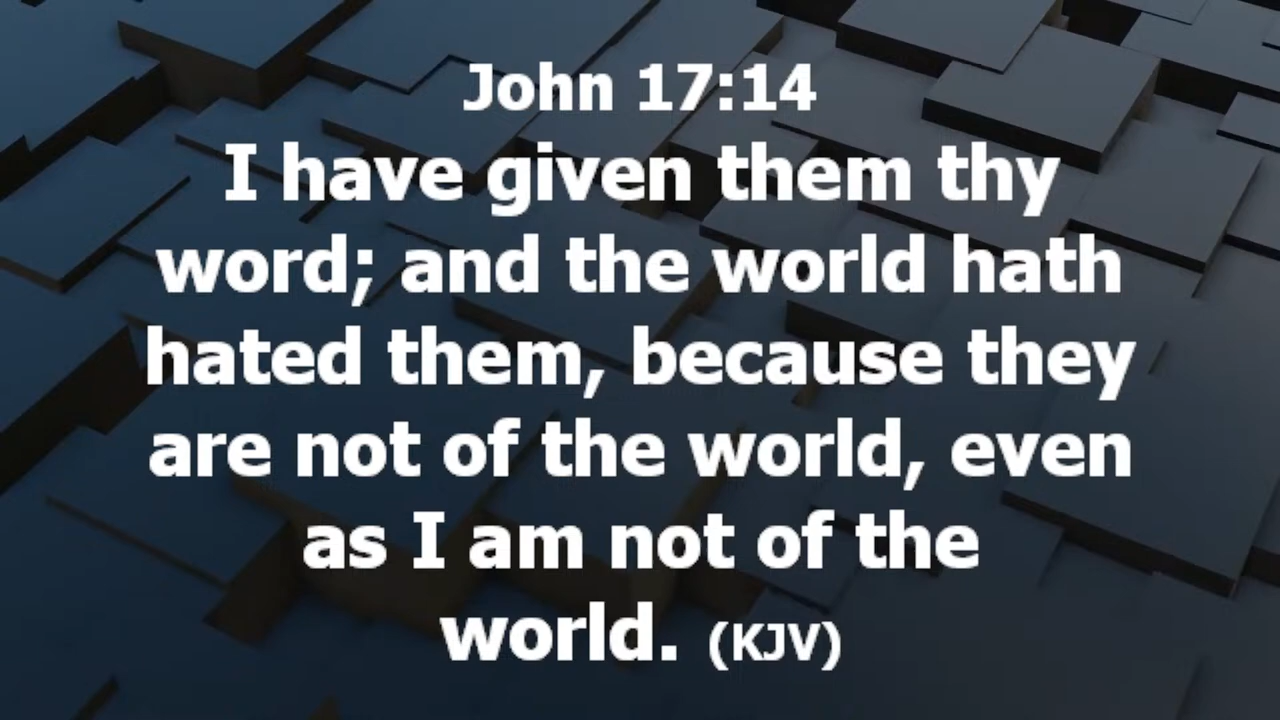 John 17:14
I have given them thy
word; and the world hath
hated them, because they
are not of the world, even
as I am not of the
world. (KJV)